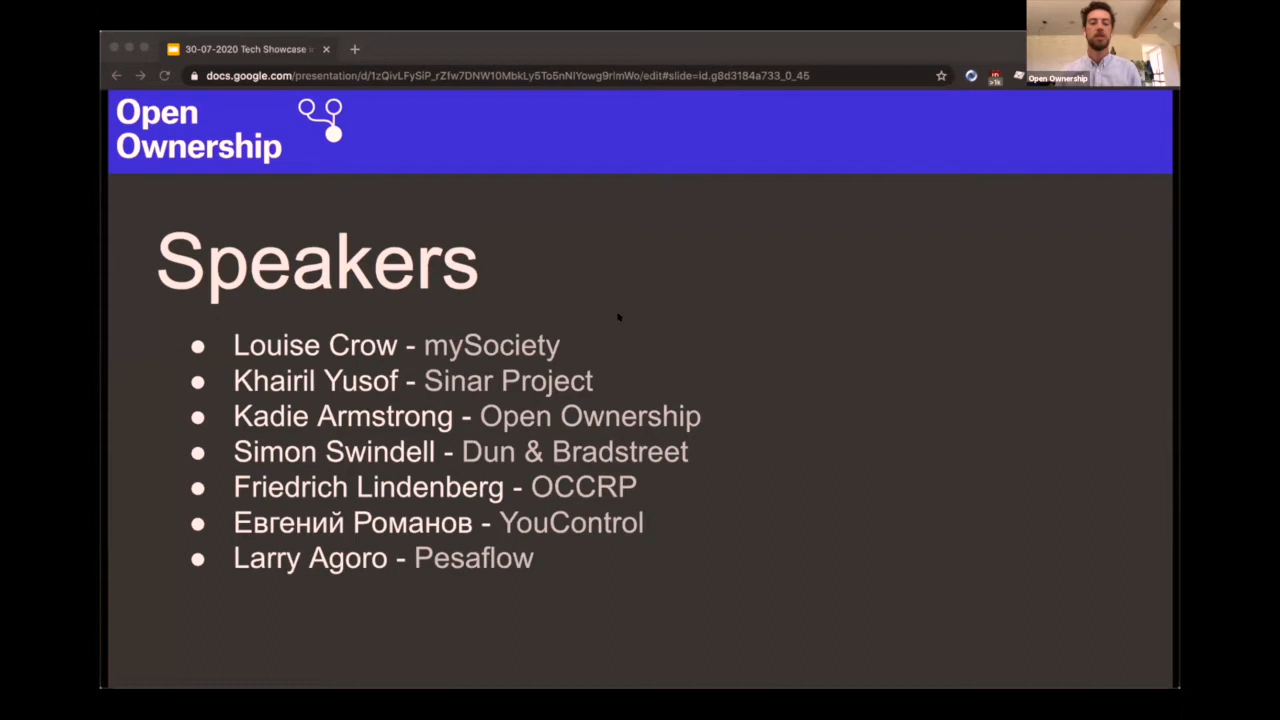 30-07-2020 Tech Showcase
Open Ownership
docs.google.com/presentation/d/1zQivLFySiP_rZfw7DNW10MbkLy5To5nNIYowg9rlmWo/edit#slide=id.g8d3184a733_0_45
>1k
Open
Ownership
Speakers
● Louise Crow - mySociety
● Khairil Yusof - Sinar Project
● Kadie Armstrong - Open Ownership
● Simon Swindell - Dun & Bradstreet
● Friedrich Lindenberg - OCCRP
● Евгений Романов - YouControl
● Larry Agoro - Pesaflow